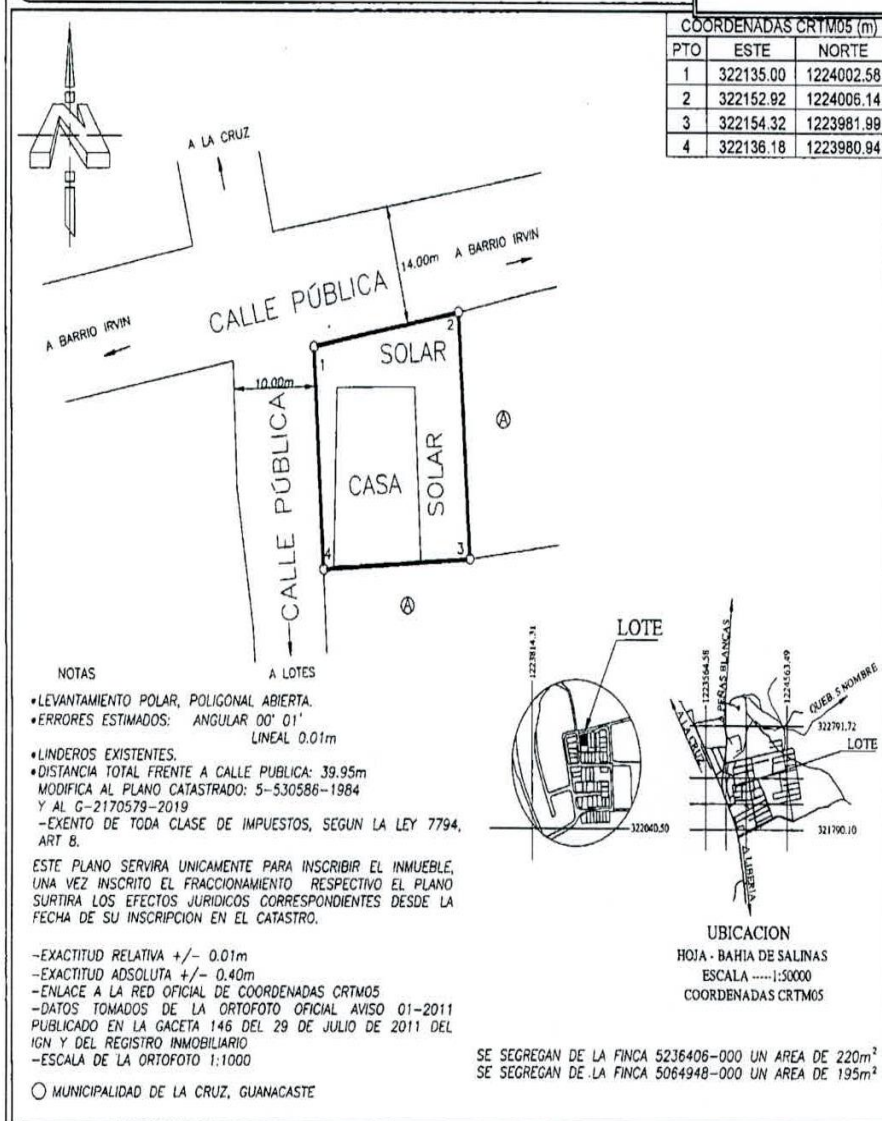 COORDENADAS CRTM05 (m)
PTO ESTE NORTE
1 322135.00 1224002.58
2 322152.92 1224006.14
3 322154.32 1223981.99
4 322136.18 1223980.94
N
A LA CRUZ
14.00m
A BARRIO IRVIN
CALLE PÚBLICA
A BARRIO IRVIN
2
1
SOLAR
10.00m
CALLE PÚBLICA
CASA
SOLAR
A
4
3
A
A LOTES
NOTAS
•LEVANTAMIENTO POLAR, POLIGONAL ABIERTA.
•ERRORES ESTIMADOS: ANGULAR 00° 01'
LINEAL 0.01m
•LINDEROS EXISTENTES.
•DISTANCIA TOTAL FRENTE A CALLE PUBLICA: 39.95m
MODIFICA AL PLANO CATASTRADO: 5-530586-1984
Y AL G-2170579-2019
-EXENTO DE TODA CLASE DE IMPUESTOS, SEGUN LA LEY 7794,
ART 8.
ESTE PLANO SERVIRA UNICAMENTE PARA INSCRIBIR EL INMUEBLE,
UNA VEZ INSCRITO EL FRACCIONAMIENTO RESPECTIVO EL PLANO
SURTIRA LOS EFECTOS JURIDICOS CORRESPONDIENTES DESDE LA
FECHA DE SU INSCRIPCION EN EL CATASTRO.
-EXACTITUD RELATIVA +/- 0.01m
-EXACTITUD ABSOLUTA +/- 0.40m
-ENLACE A LA RED OFICIAL DE COORDENADAS CRTM05
-DATOS TOMADOS DE LA ORTOFOTO OFICIAL AVISO 01-2011
PUBLICADO EN LA GACETA 146 DEL 29 DE JULIO DE 2011 DEL
IGN Y DEL REGISTRO INMOBILIARIO
-ESCALA DE LA ORTOFOTO 1:1000
MUNICIPALIDAD DE LA CRUZ, GUANACASTE
LOTE
1223814.31
322040.50
1223564.58
A PEÑAS BLANCAS
1224563.49
QUEB. S NOMBRE
A LA CRUZ
322791.72
LOTE
321790.10
A LIBERIA
UBICACION
HOJA - BAHIA DE SALINAS
ESCALA ----1:50000
COORDENADAS CRTM05
SE SEGREGAN DE LA FINCA 5236406-000 UN AREA DE 220m²
SE SEGREGAN DE LA FINCA 5064948-000 UN AREA DE 195m²